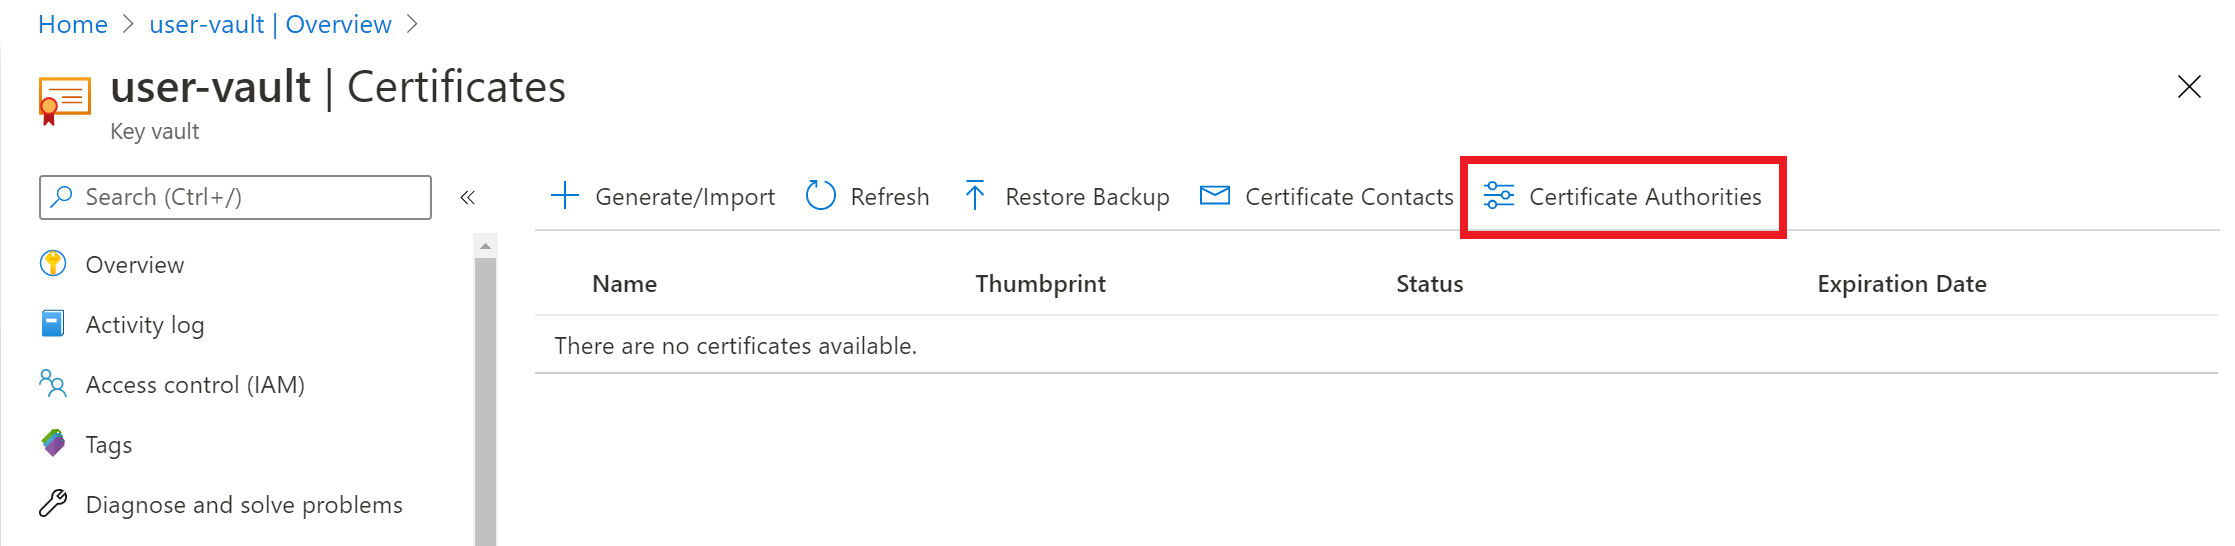 Home > user-vault | Overview >
user-vault | Certificates
Key vault
Search (Ctrl+/)
«
Generate/Import
Refresh
Restore Backup
Certificate Contacts
Certificate Authorities
Overview
Activity log
Access control (IAM)
Tags
Diagnose and solve problems
Name Thumbprint Status Expiration Date
There are no certificates available.